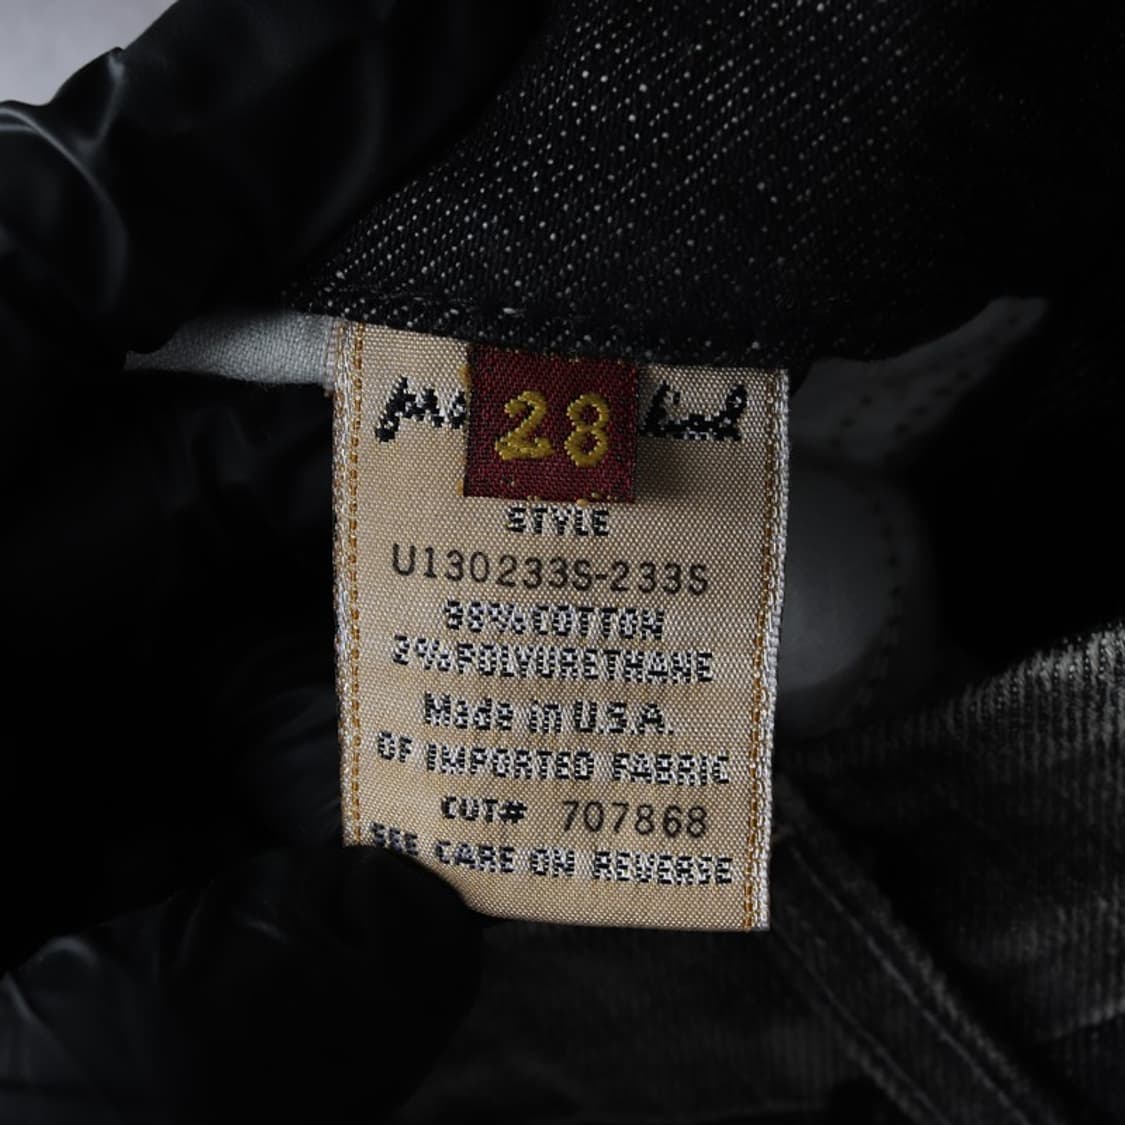 28
STYLE
U130233S-233S
98% COTTON
2% POLYURETHANE
Made in U.S.A.
OF IMPORTED FABRIC
CUT# 707868
SEE CARE ON REVERSE